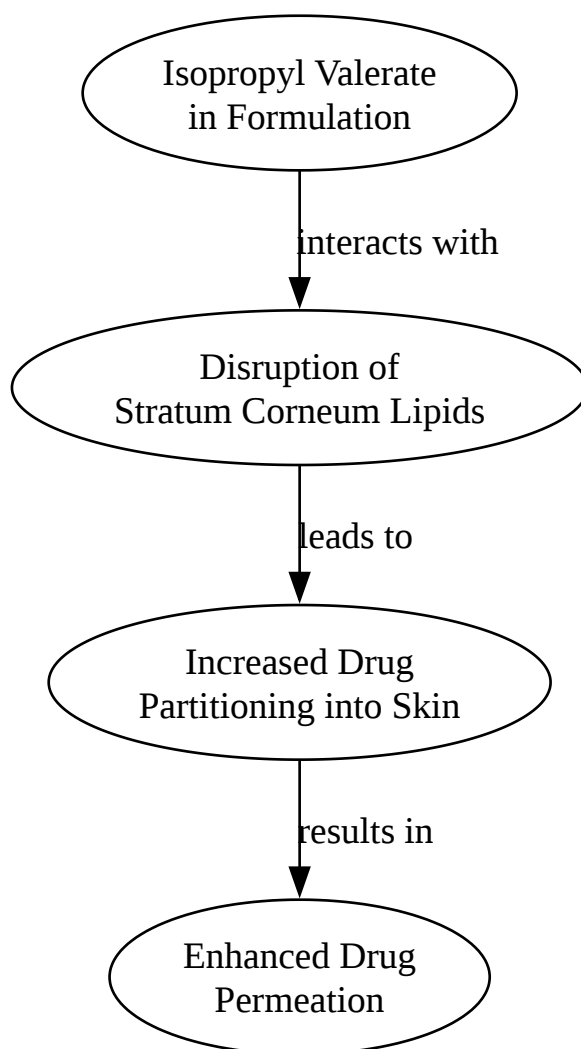 Isopropyl Valerate
in Formulation
interacts with
Disruption of
Stratum Corneum Lipids
leads to
Increased Drug
Partitioning into Skin
results in
Enhanced Drug
Permeation